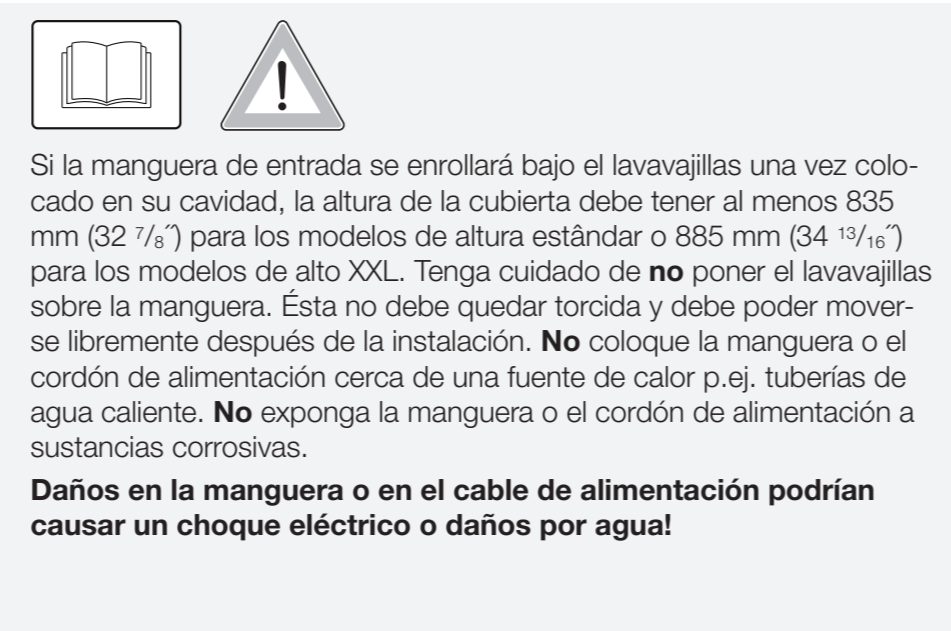 !
Si la manguera de entrada se enrollará bajo el lavavajillas una vez colo-
cado en su cavidad, la altura de la cubierta debe tener al menos 835
mm (32 7/8˝) para los modelos de altura estândar o 885 mm (34 13/16˝)
para los modelos de alto XXL. Tenga cuidado de no poner el lavavajillas
sobre la manguera. Ésta no debe quedar torcida y debe poder mover-
se libremente después de la instalación. No coloque la manguera o el
cordón de alimentación cerca de una fuente de calor p.ej. tuberías de
agua caliente. No exponga la manguera o el cordón de alimentación a
sustancias corrosivas.
Daños en la manguera o en el cable de alimentación podrían
causar un choque eléctrico o daños por agua!